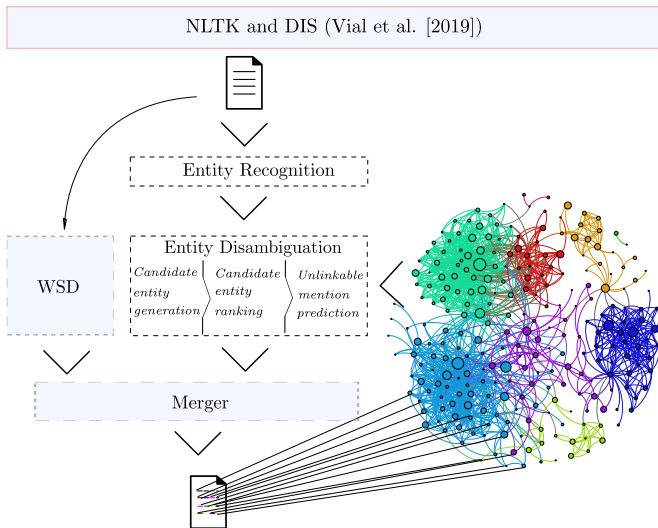 NLTK and DIS (Vial et al. [2019])
Entity Recognition
Entity Disambiguation
Candidate
entity
generation
Candidate
entity
ranking
Unlinkable
mention
prediction
WSD
Merger